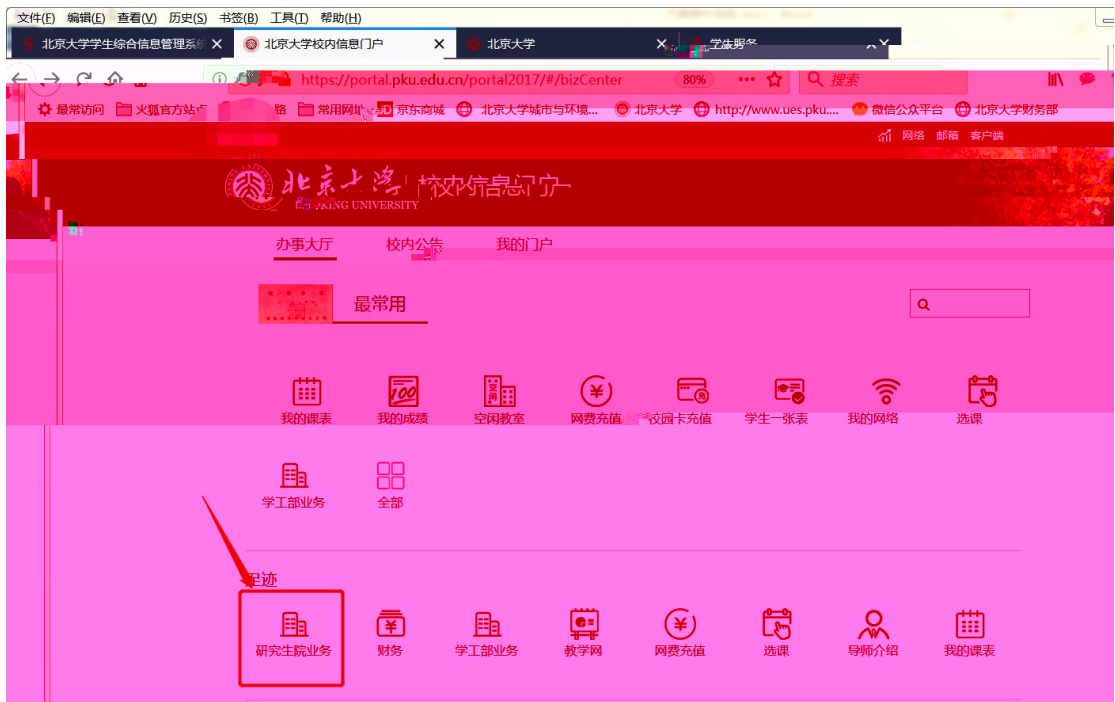 文件(F) 编辑(E) 查看(V) 历史(S) 书签(B) 工具(T) 帮助(H)
北京大学学生综合信息管理系统 × 北京大学校内信息门户 × 北京大学 ×
https://portal.pku.edu.cn/portal2017/#/bizCenter 80% 搜索
最常访问 火狐官方站点 常用网址 京东商城 北京大学城市与环境... 北京大学 http://www.ues.pku.... 微信公众平台 北京大学财务部
网络 邮箱 客户端
北京大学 校内信息门户
UNIVERSITY
办事大厅 校内公告 我的门户
最常用
我的课表 我的成绩 空闲教室 网费充值 校园卡充值 学生一张表 我的网络 选课
学工部业务 全部
足迹
研究生院业务 财务 学工部业务 教学网 网费充值 选课 导师介绍 我的课表